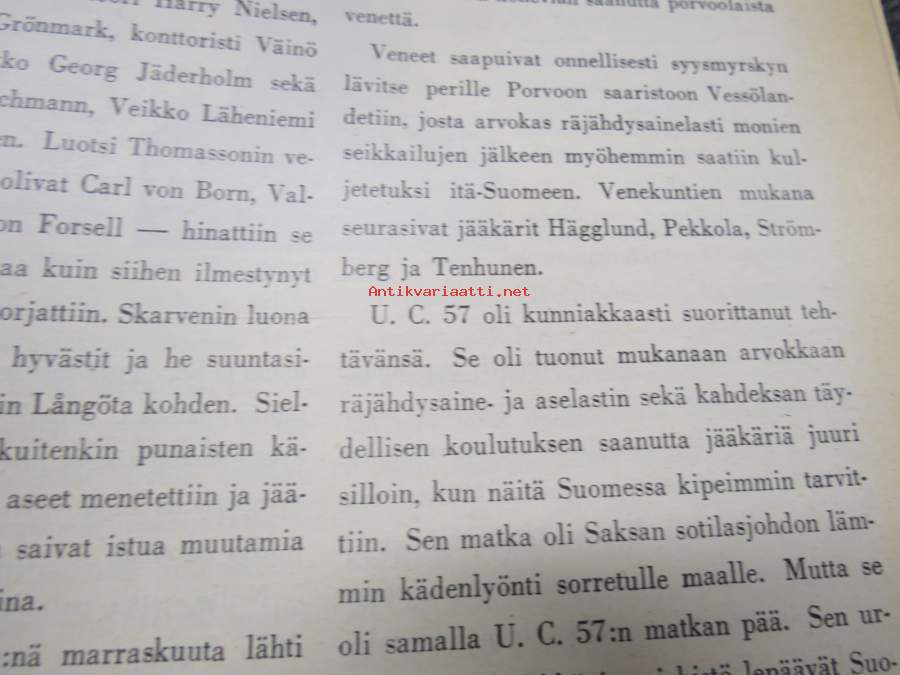 Harry Nielsen,
Grönmark, konttoristi Väinö
ko Georg Jäderholm sekä
chmann, Veikko Läheniemi
en. Luotsi Thomassonin ve-
olivat Carl von Born, Val-
on Forsell — hinattiin se
aa kuin siihen ilmestynyt
orjattiin. Skarvenin luona
hyvästit ja he suuntasi-
in Långöta kohden. Siel-
kuitenkin punaisten kä-
aseet menetettiin ja jää-
saivat istua muutamia
ina.
:nä marraskuuta lähti
saanutta porvoolaista
venettä.
Veneet saapuivat onnellisesti syysmyrskyn
lävitse perille Porvoon saaristoon Vessölan-
detiin, josta arvokas räjähdysainelasti monien
seikkailujen jälkeen myöhemmin saatiin kul-
jetetuksi itä-Suomeen. Venekuntien mukana
seurasivat jääkärit Hägglund, Pekkola, Ström-
berg ja Tenhunen.
Antikvariaatti.net
U. C. 57 oli kunniakkaasti suorittanut teh-
tävänsä. Se oli tuonut mukanaan arvokkaan
räjähdysaine- ja aselastin sekä kahdeksan täy-
dellisen koulutuksen saanutta jääkäriä juuri
silloin, kun näitä Suomessa kipeimmin tarvit-
tiin. Sen matka oli Saksan sotilasjohdon läm-
min kädenlyönti sorretulle maalle. Mutta se
oli samalla U. C. 57:n matkan pää. Sen ur-
lepäävät Suo-